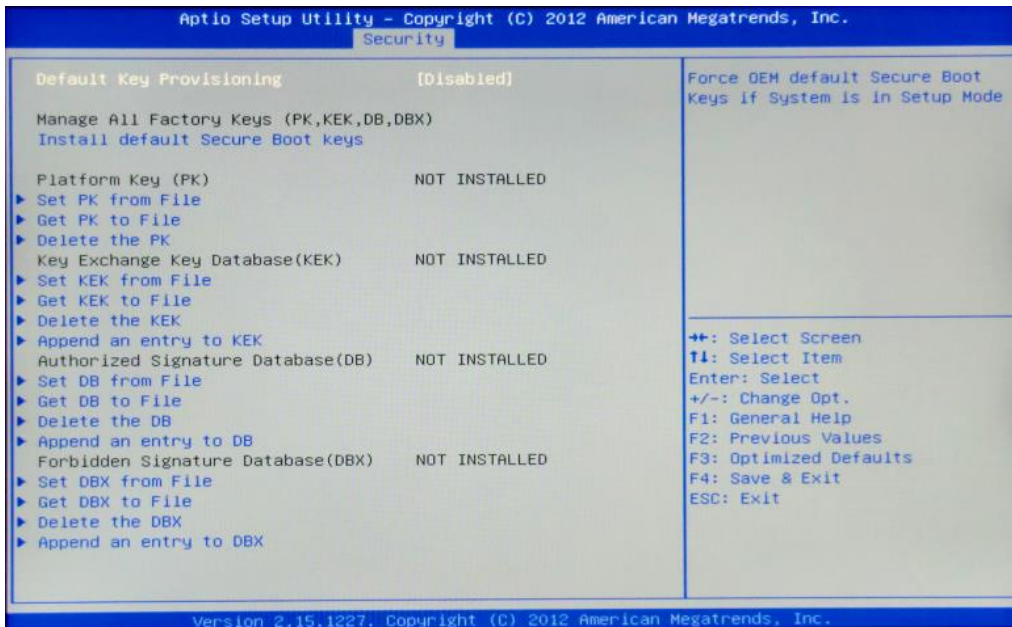 Aptio Setup Utility – Copyright (C) 2012 American Megatrends, Inc.
Security
Default Key Provisioning [Disabled]
Manage All Factory Keys (PK,KEK,DB,DBX)
Install default Secure Boot keys
Platform Key (PK) NOT INSTALLED
▶ Set PK from File
▶ Get PK to File
▶ Delete the PK
Key Exchange Key Database(KEK) NOT INSTALLED
▶ Set KEK from File
▶ Get KEK to File
▶ Delete the KEK
▶ Append an entry to KEK
Authorized Signature Database(DB) NOT INSTALLED
▶ Set DB from File
▶ Get DB to File
▶ Delete the DB
▶ Append an entry to DB
Forbidden Signature Database(DBX) NOT INSTALLED
▶ Set DBX from File
▶ Get DBX to File
▶ Delete the DBX
▶ Append an entry to DBX
Force OEM default Secure Boot
Keys if System is in Setup Mode
→←: Select Screen
↑↓: Select Item
Enter: Select
+/-: Change Opt.
F1: General Help
F2: Previous Values
F3: Optimized Defaults
F4: Save & Exit
ESC: Exit
Version 2.15.1227. Copyright (C) 2012 American Megatrends, Inc.